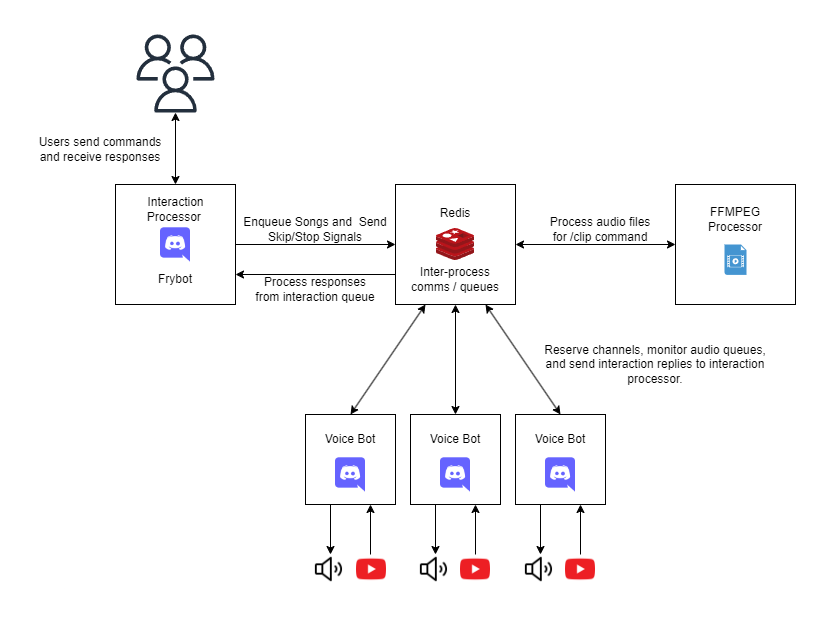 Users send commands
and receive responses
Interaction
Processor
Frybot
Enqueue Songs and  Send
Skip/Stop Signals
Process responses
from interaction queue
Redis
Inter-process
comms / queues
Process audio files
for /clip command
FFMPEG
Processor
Reserve channels, monitor audio queues,
and send interaction replies to interaction
processor.
Voice Bot
Voice Bot
Voice Bot